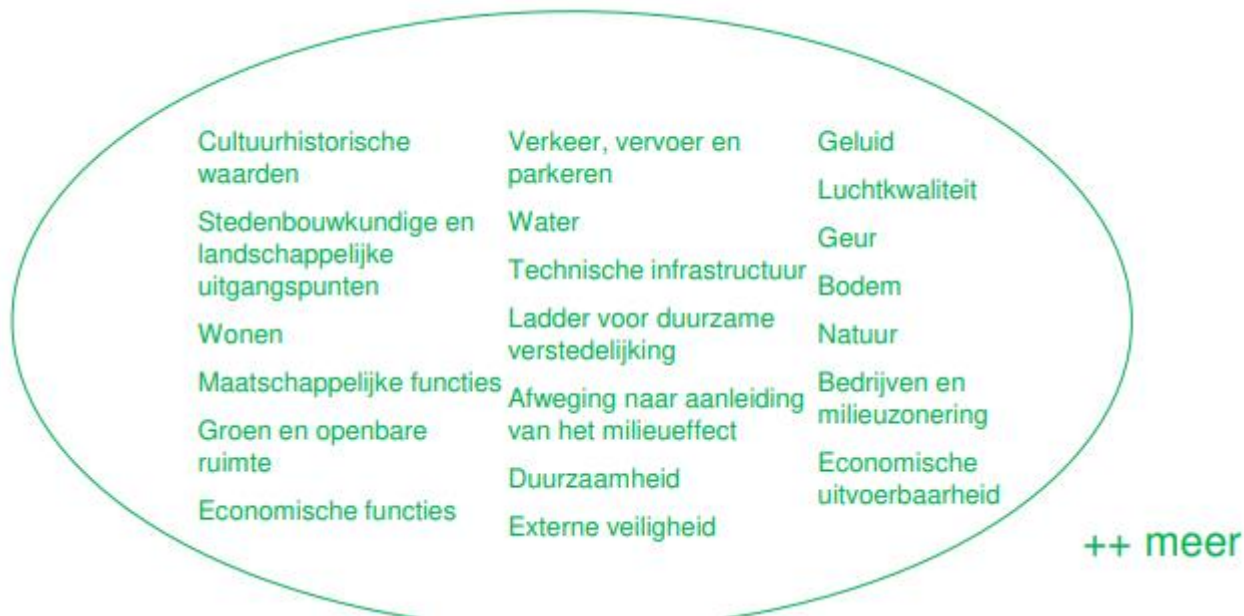 Cultuurhistorische
waarden
Stedenbouwkundige en
landschappelijke
uitgangspunten
Wonen
Maatschappelijke functies
Groen en openbare
ruimte
Economische functies
Verkeer, vervoer en
parkeren
Water
Technische infrastructuur
Ladder voor duurzame
verstedelijking
Afweging naar aanleiding
van het milieueffect
Duurzaamheid
Externe veiligheid
Geluid
Luchtkwaliteit
Geur
Bodem
Natuur
Bedrijven en
milieuzonering
Economische
uitvoerbaarheid
++ meer